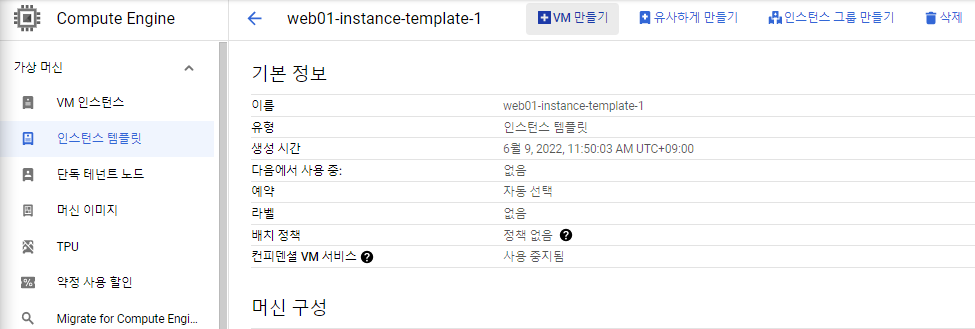 Compute Engine
web01-instance-template-1
VM 만들기
유사하게 만들기
인스턴스 그룹 만들기
삭제
가상 머신
VM 인스턴스
인스턴스 템플릿
단독 테넌트 노드
머신 이미지
TPU
약정 사용 할인
Migrate for Compute Engi...
기본 정보
이름 web01-instance-template-1
유형 인스턴스 템플릿
생성 시간 6월 9, 2022, 11:50:03 AM UTC+09:00
다음에서 사용 중: 없음
예약 자동 선택
라벨 없음
배치 정책 정책 없음
컨피덴셜 VM 서비스 사용 중지됨
머신 구성